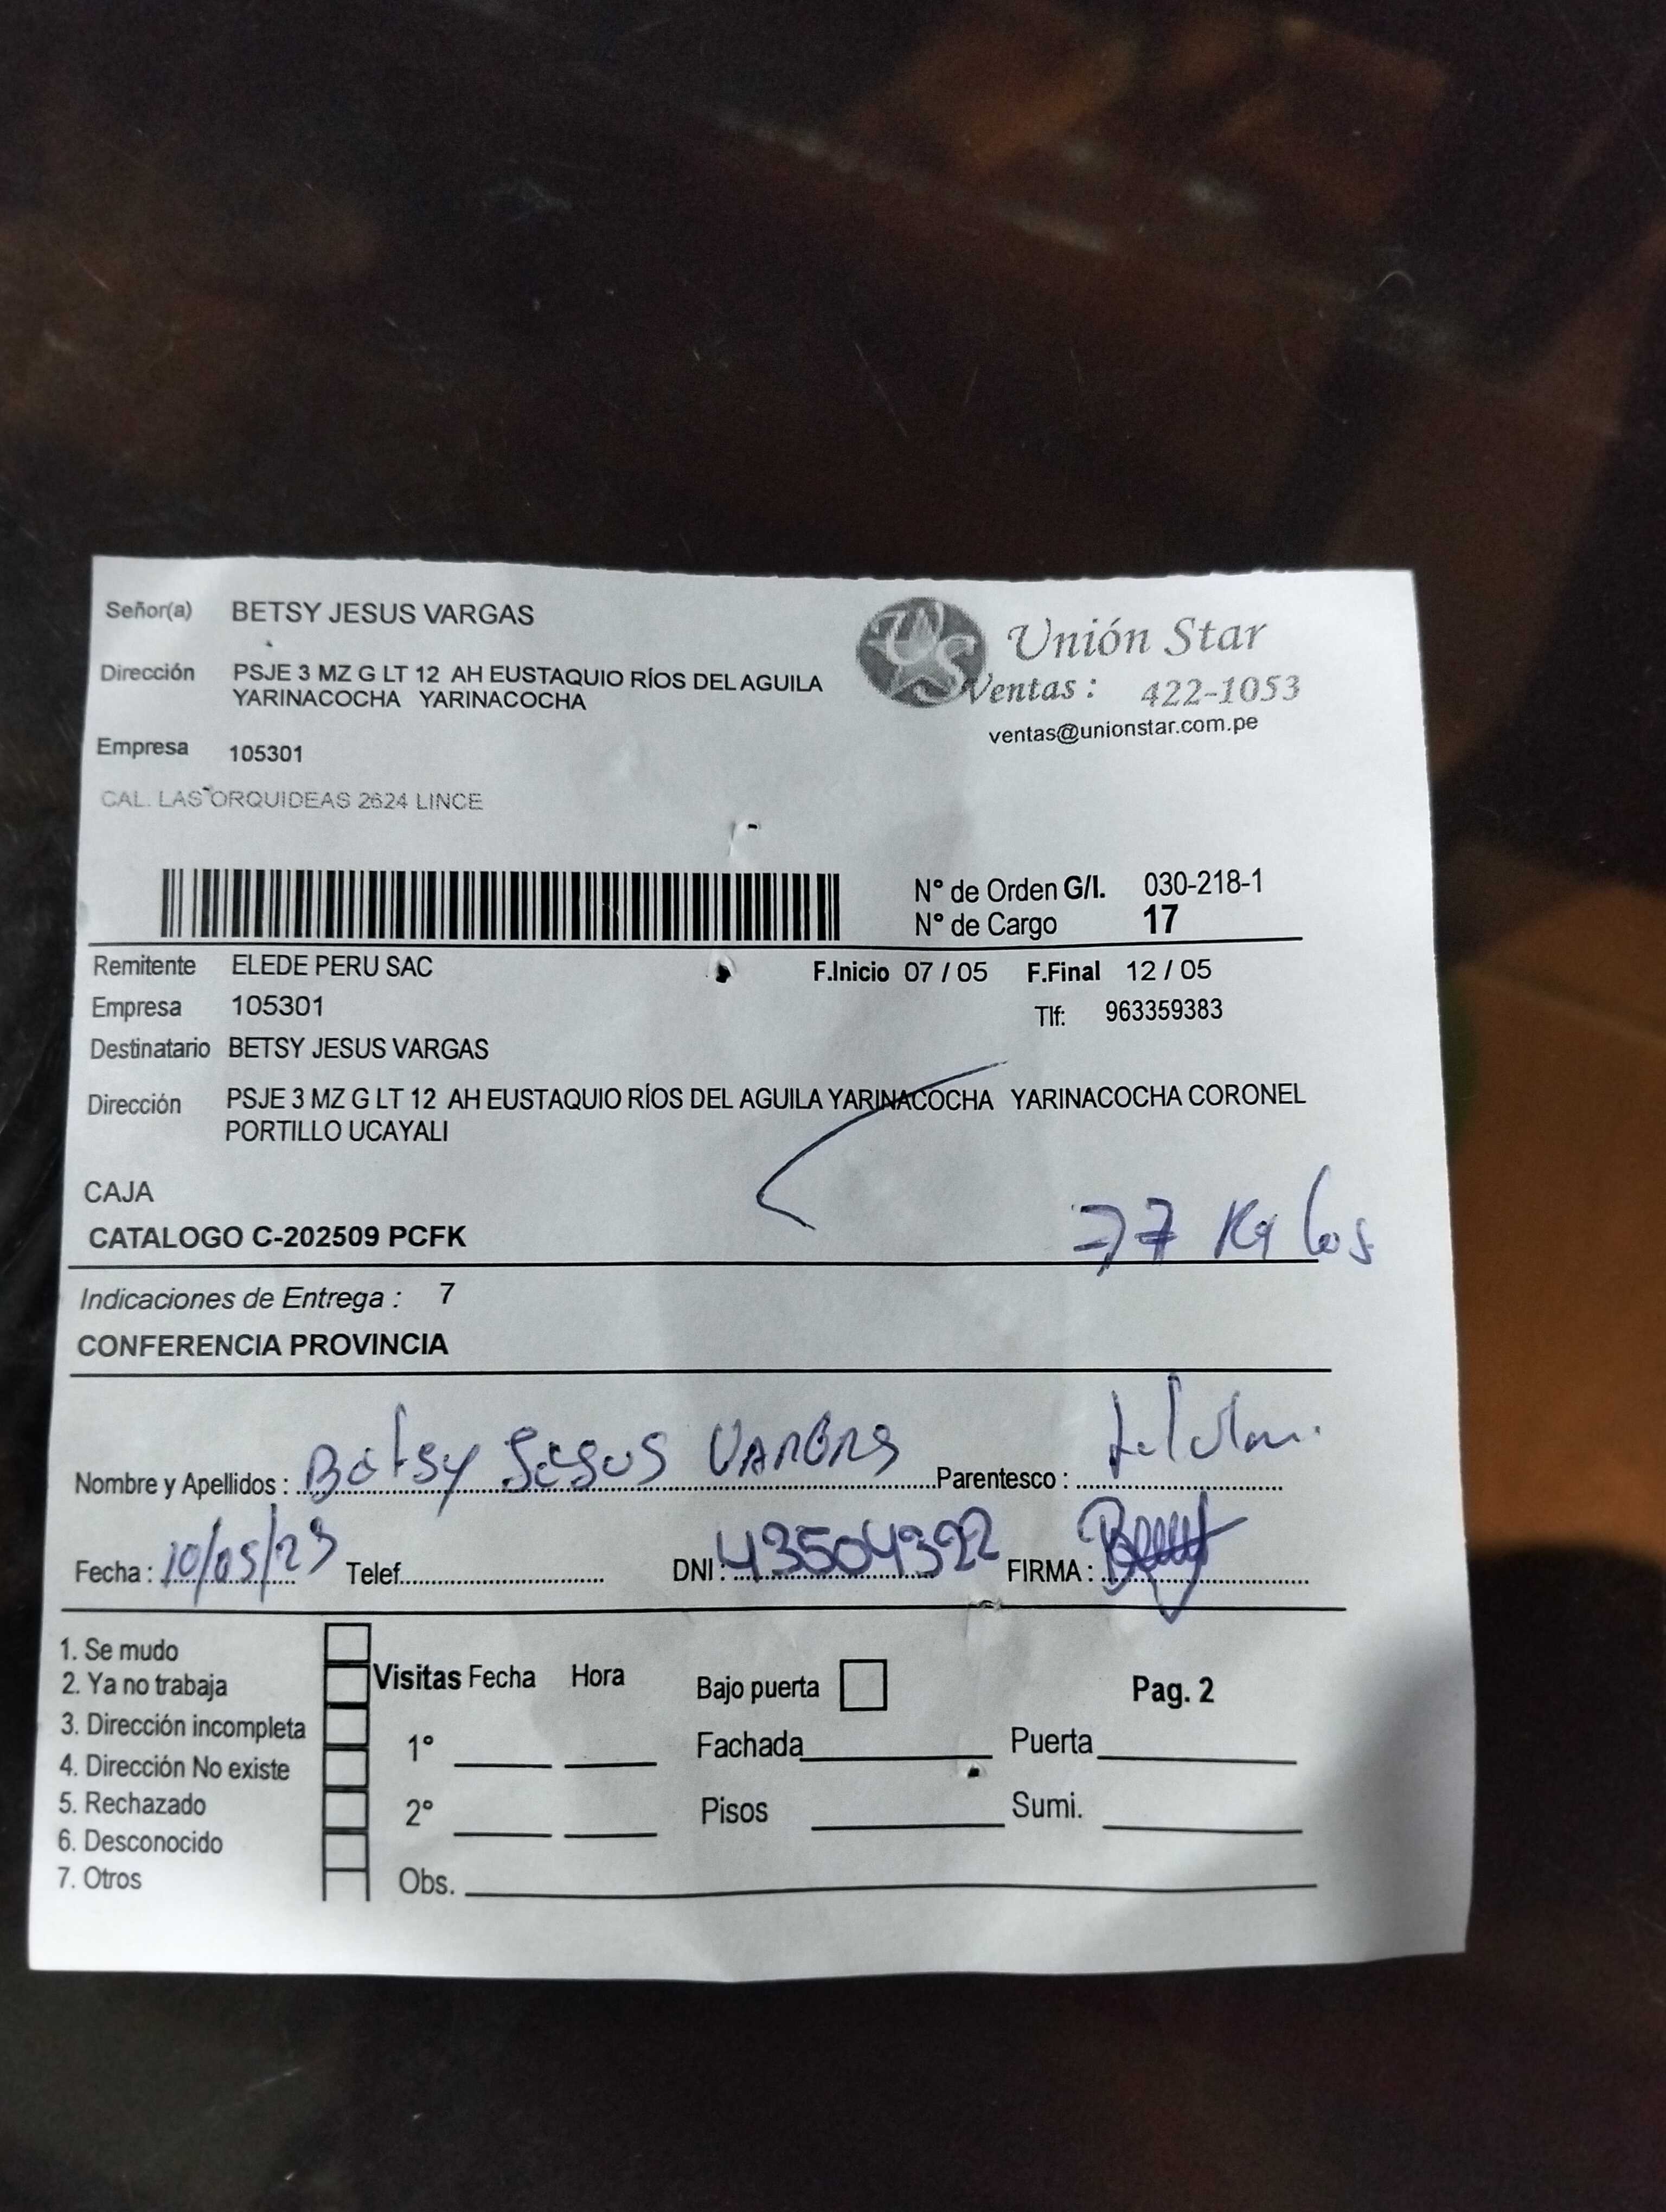 Señor(a) BETSY JESUS VARGAS
Dirección PSJE 3 MZ G LT 12 AH EUSTAQUIO RÍOS DEL AGUILA
YARINACOCHA YARINACOCHA
Empresa 105301
CAL. LAS ORQUIDEAS 2624 LINCE
US Unión Star
Ventas : 422-1053
ventas@unionstar.com.pe
N° de Orden G/I. 030-218-1
N° de Cargo 17
Remitente ELEDE PERU SAC F.Inicio 07 / 05 F.Final 12 / 05
Empresa 105301 Tlf: 963359383
Destinatario BETSY JESUS VARGAS
Dirección PSJE 3 MZ G LT 12 AH EUSTAQUIO RÍOS DEL AGUILA YARINACOCHA YARINACOCHA CORONEL
PORTILLO UCAYALI
CAJA
CATALOGO C-202509 PCFK
77
Indicaciones de Entrega : 7
CONFERENCIA PROVINCIA
Nombre y Apellidos : Betsy Jesus VARGAS Parentesco :
Fecha : Telef. DNI : 43504322 FIRMA :
1. Se mudo
2. Ya no trabaja
3. Dirección incompleta
4. Dirección No existe
5. Rechazado
6. Desconocido
7. Otros
Visitas Fecha Hora
1°
2°
Obs.
Bajo puerta
Pag. 2
Fachada Puerta
Pisos Sumi.